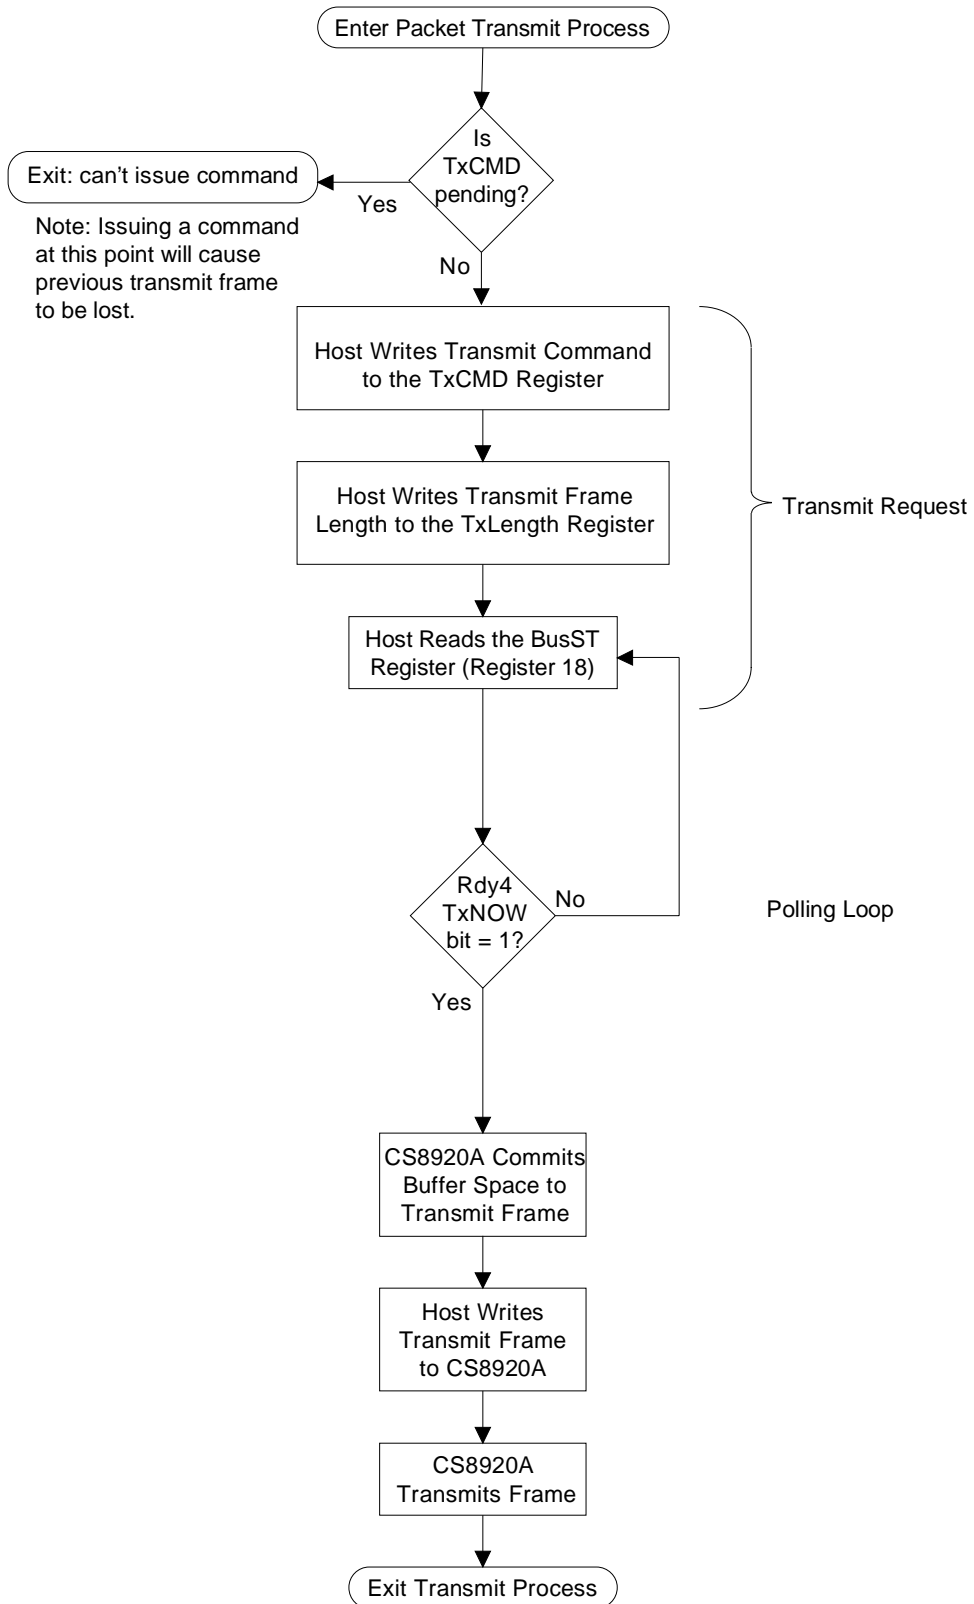 Enter Packet Transmit Process
Is
TxCMD
pending?
Exit: can't issue command
Yes
Note: Issuing a command
at this point will cause
previous transmit frame
to be lost.
No
Host Writes Transmit Command
to the TxCMD Register
Host Writes Transmit Frame
Length to the TxLength Register
Transmit Request
Host Reads the BusST
Register (Register 18)
Rdy4
TxNOW
bit = 1?
No
Polling Loop
Yes
CS8920A Commits
Buffer Space to
Transmit Frame
Host Writes
Transmit Frame
to CS8920A
CS8920A
Transmits Frame
Exit Transmit Process